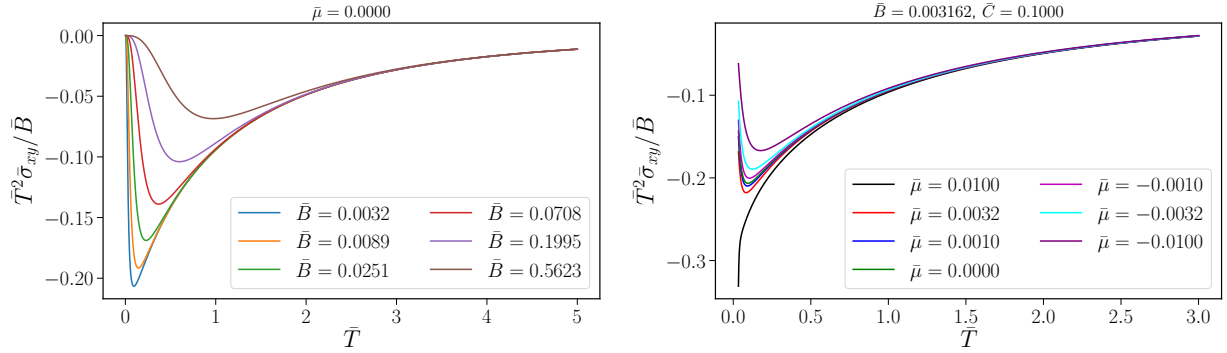 μ̄ = 0.0000
0.00
−0.05
−0.10
−0.15
−0.20
T̄²σ̄xy/B̄
B̄ = 0.0032
B̄ = 0.0089
B̄ = 0.0251
B̄ = 0.0708
B̄ = 0.1995
B̄ = 0.5623
0 1 2 3 4 5
T̄
B̄ = 0.003162, C̄ = 0.1000
−0.1
−0.2
−0.3
T̄²σ̄xy/B̄
μ̄ = 0.0100
μ̄ = 0.0032
μ̄ = 0.0010
μ̄ = 0.0000
μ̄ = −0.0010
μ̄ = −0.0032
μ̄ = −0.0100
0.0 0.5 1.0 1.5 2.0 2.5 3.0
T̄